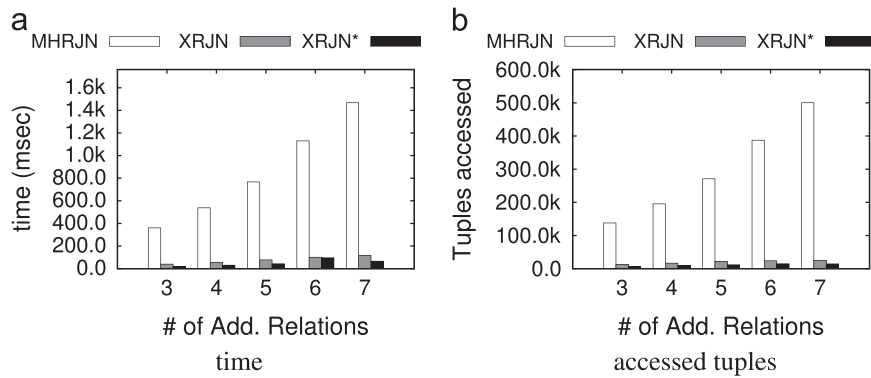 a
MHRJN XRJN XRJN*
1.6k
1.4k
1.2k
1.0k
800.0
600.0
400.0
200.0
0.0
time (msec)
3 4 5 6 7
# of Add. Relations
time
b
MHRJN XRJN XRJN*
600.0k
500.0k
400.0k
300.0k
200.0k
100.0k
0.0
Tuples accessed
3 4 5 6 7
# of Add. Relations
accessed tuples